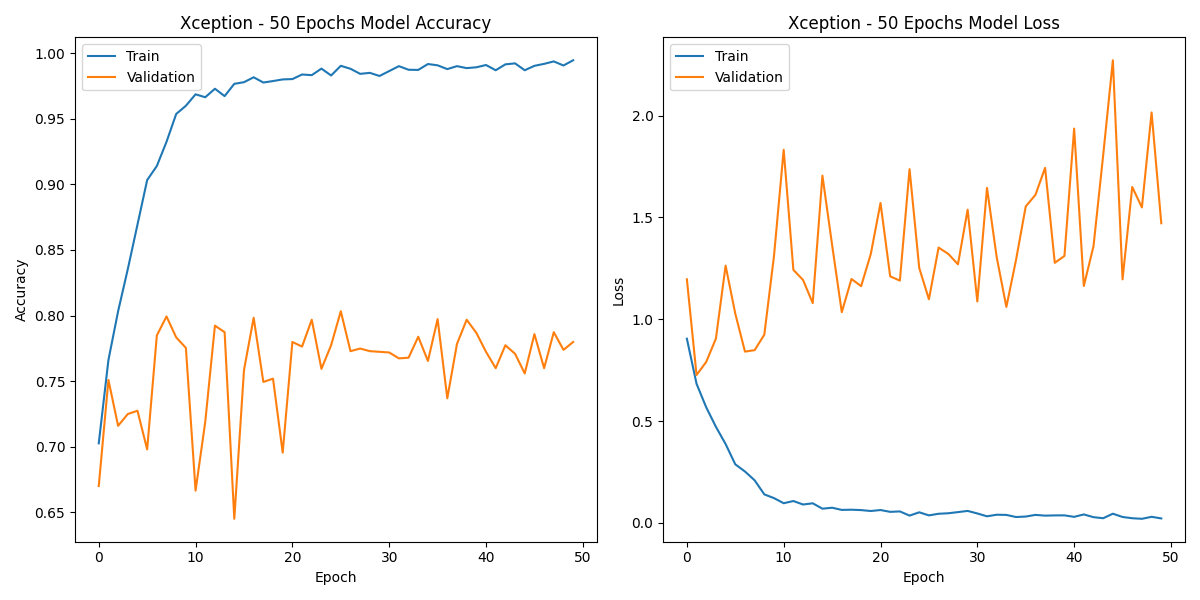 Xception - 50 Epochs Model Accuracy
Train
Validation
1.00
0.95
0.90
0.85
0.80
0.75
0.70
0.65
Accuracy
0
10
20
30
40
50
Epoch
Xception - 50 Epochs Model Loss
Train
Validation
2.0
1.5
1.0
0.5
0.0
Loss
0
10
20
30
40
50
Epoch